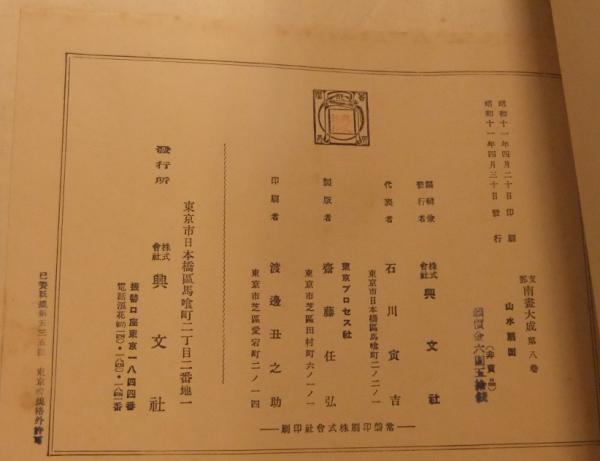 昭和十一年四月二十日印刷
昭和十一年四月三十日發行
支那南畫大成第八巻
山水扇面
(非賣品)
編輯兼發行者 株式會社 興文社
代表者 石川寅吉
東京市日本橋區馬喰町二ノ二ノ一
製版者 東京プロセス社 齋藤任弘
東京市芝區田村町六ノ一ノ一
印刷者 渡邊丑之助
東京市芝區愛宕町二ノ一四
發行所
東京市日本橋區馬喰町二丁目二番地一
株式會社 興文社
振替口座東京一八四四番
常磐印刷株式會社印刷